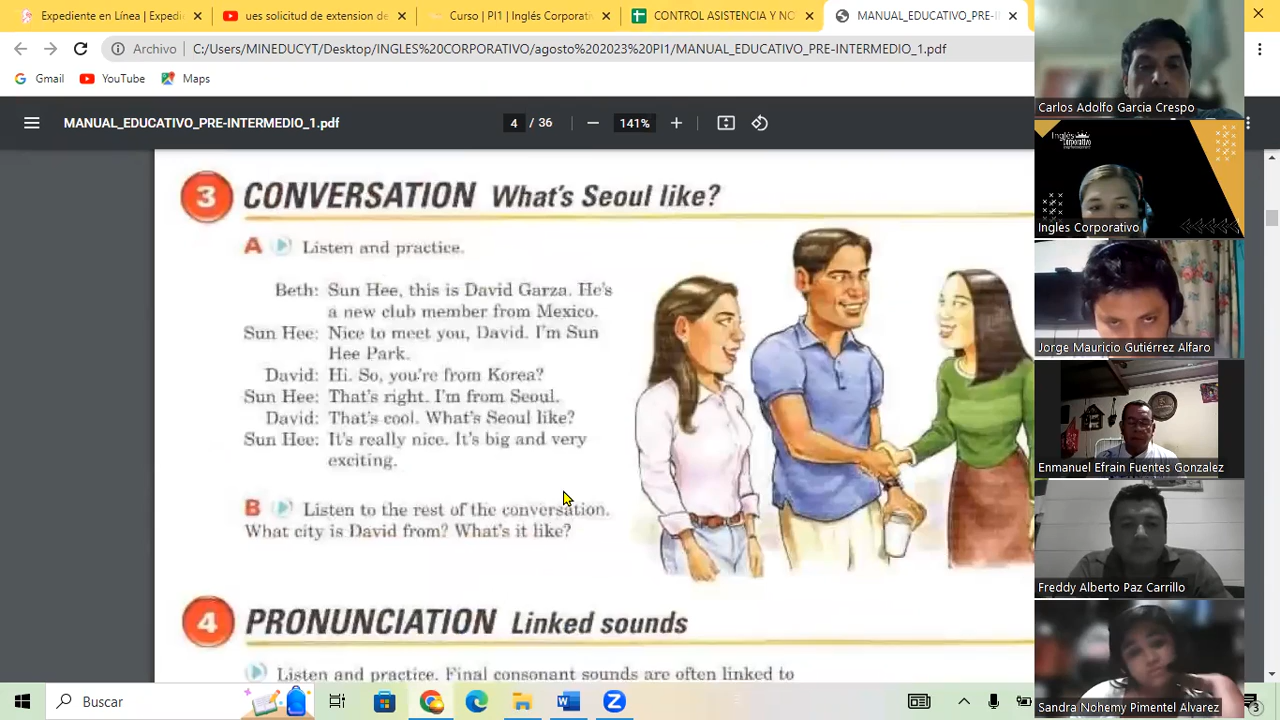 Expediente en Línea | Expedi
ues solicitud de extension de
Curso | PI1 | Inglés Corporati
CONTROL ASISTENCIA Y NO
MANUAL_EDUCATIVO_PRE-I
Archivo
C:/Users/MINEDUCYT/Desktop/INGLES%20CORPORATIVO/agosto%202023%20PI1/MANUAL_EDUCATIVO_PRE-INTERMEDIO_1.pdf
Gmail
YouTube
Maps
MANUAL_EDUCATIVO_PRE-INTERMEDIO_1.pdf
4 / 36
141%
3 CONVERSATION What's Seoul like?
A Listen and practice.
Beth: Sun Hee, this is David Garza. He's
a new club member from Mexico.
Sun Hee: Nice to meet you, David. I'm Sun
Hee Park.
David: Hi. So, you're from Korea?
Sun Hee: That's right. I'm from Seoul.
David: That's cool. What's Seoul like?
Sun Hee: It's really nice. It's big and very
exciting.
B Listen to the rest of the conversation.
What city is David from? What's it like?
4 PRONUNCIATION Linked sounds
Listen and practice. Final consonant sounds are often linked to
Carlos Adolfo Garcia Crespo
Inglés
Corporativo
Ingles Corporativo
Jorge Mauricio Gutiérrez Alfaro
Enmanuel Efrain Fuentes Gonzalez
Freddy Alberto Paz Carrillo
Sandra Nohemy Pimentel Alvarez
Buscar
3